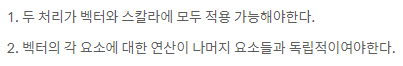 1. 두 처리가 벡터와 스칼라에 모두 적용 가능해야한다.
2. 벡터의 각 요소에 대한 연산이 나머지 요소들과 독립적이여야한다.